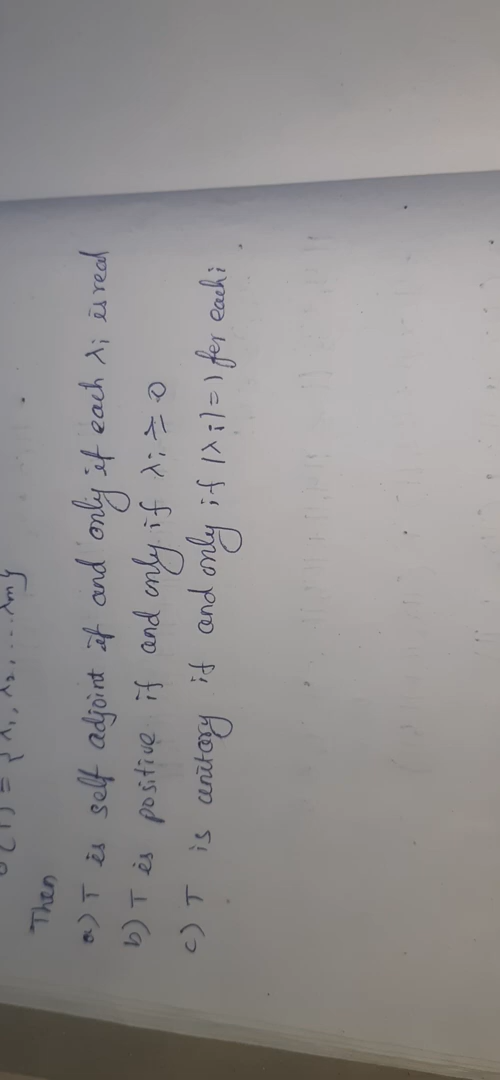 σ(T) = {λ₁, λ₂, ... λm}
Then
a) T is self adjoint if and only if each λi is real
b) T is positive if and only if λi ≥ 0
c) T is unitary if and only if |λi| = 1 for each i